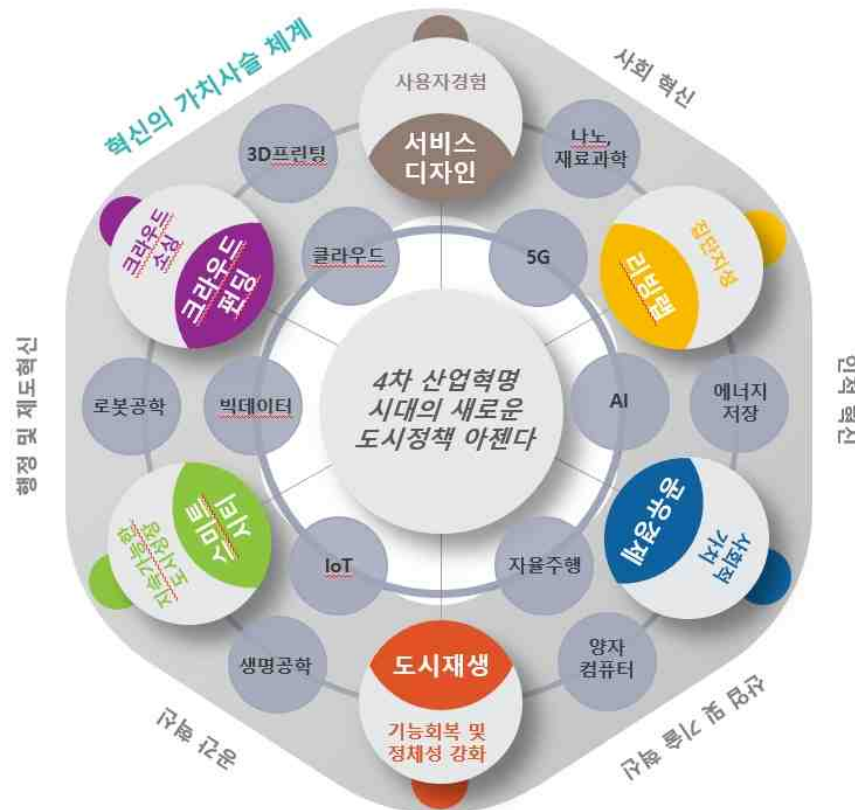 혁신의 가치사슬 체계
사회 혁신
인적 혁신
산업 및 기술 혁신
공간 혁신
행정 및 제도혁신
사용자경험
서비스
디자인
나노,
재료과학
집단지성
리빙랩
에너지
저장
공유경제
사회적
가치
양자
컴퓨터
도시재생
기능회복 및
정체성 강화
생명공학
스마트
시티
지속가능한
도시성장
로봇공학
크라우드
소싱
크라우드
펀딩
3D프린팅
클라우드
5G
AI
자율주행
IoT
빅데이터
4차 산업혁명
시대의 새로운
도시정책 아젠다